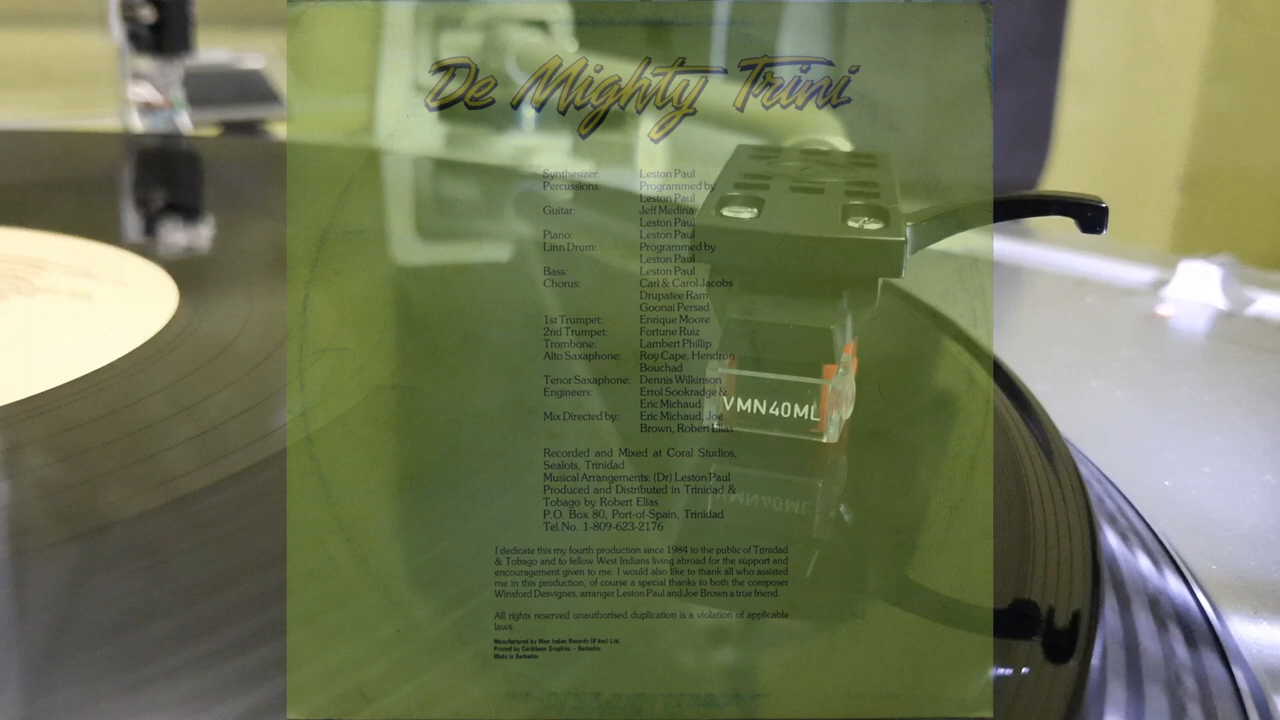 De Mighty Trini
Synthesizer: Leston Paul
Percussions: Programmed by
Leston Paul
Guitar: Jeff Medina
Leston Paul
Piano: Leston Paul
Linn Drum: Programmed by
Leston Paul
Bass: Leston Paul
Chorus: Carl & Carol Jacobs
Drupatee Ram
Goonai Persad
1st Trumpet: Enrique Moore
2nd Trumpet: Fortune Ruiz
Trombone: Lambert Phillip
Alto Saxaphone: Roy Cape, Hendron
Bouchad
Tenor Saxaphone: Dennis Wilkinson
Engineers: Errol Sookradge &
Eric Michaud
Mix Directed by: Eric Michaud, Joe
Brown, Robert Elias
VMN40ML
Recorded and Mixed at Coral Studios,
Sealots, Trinidad
Musical Arrangements: (Dr) Leston Paul
Produced and Distributed in Trinidad &
Tobago by Robert Elias
P.O. Box 80, Port-of-Spain, Trinidad
Tel.No. 1-809-623-2176
I dedicate this my fourth production since 1984 to the public of Trinidad
& Tobago and to fellow West Indians living abroad for the support and
encouragement given to me. I would also like to thank all who assisted
me in this production, of course a special thanks to both the composer
Winsford Desvignes, arranger Leston Paul and Joe Brown a true friend.
All rights reserved unauthorised duplication is a violation of applicable
laws.
Manufactured by West Indian Records (B'dos) Ltd.
Printed by Caribbean Graphics – Barbados
Made in Barbados